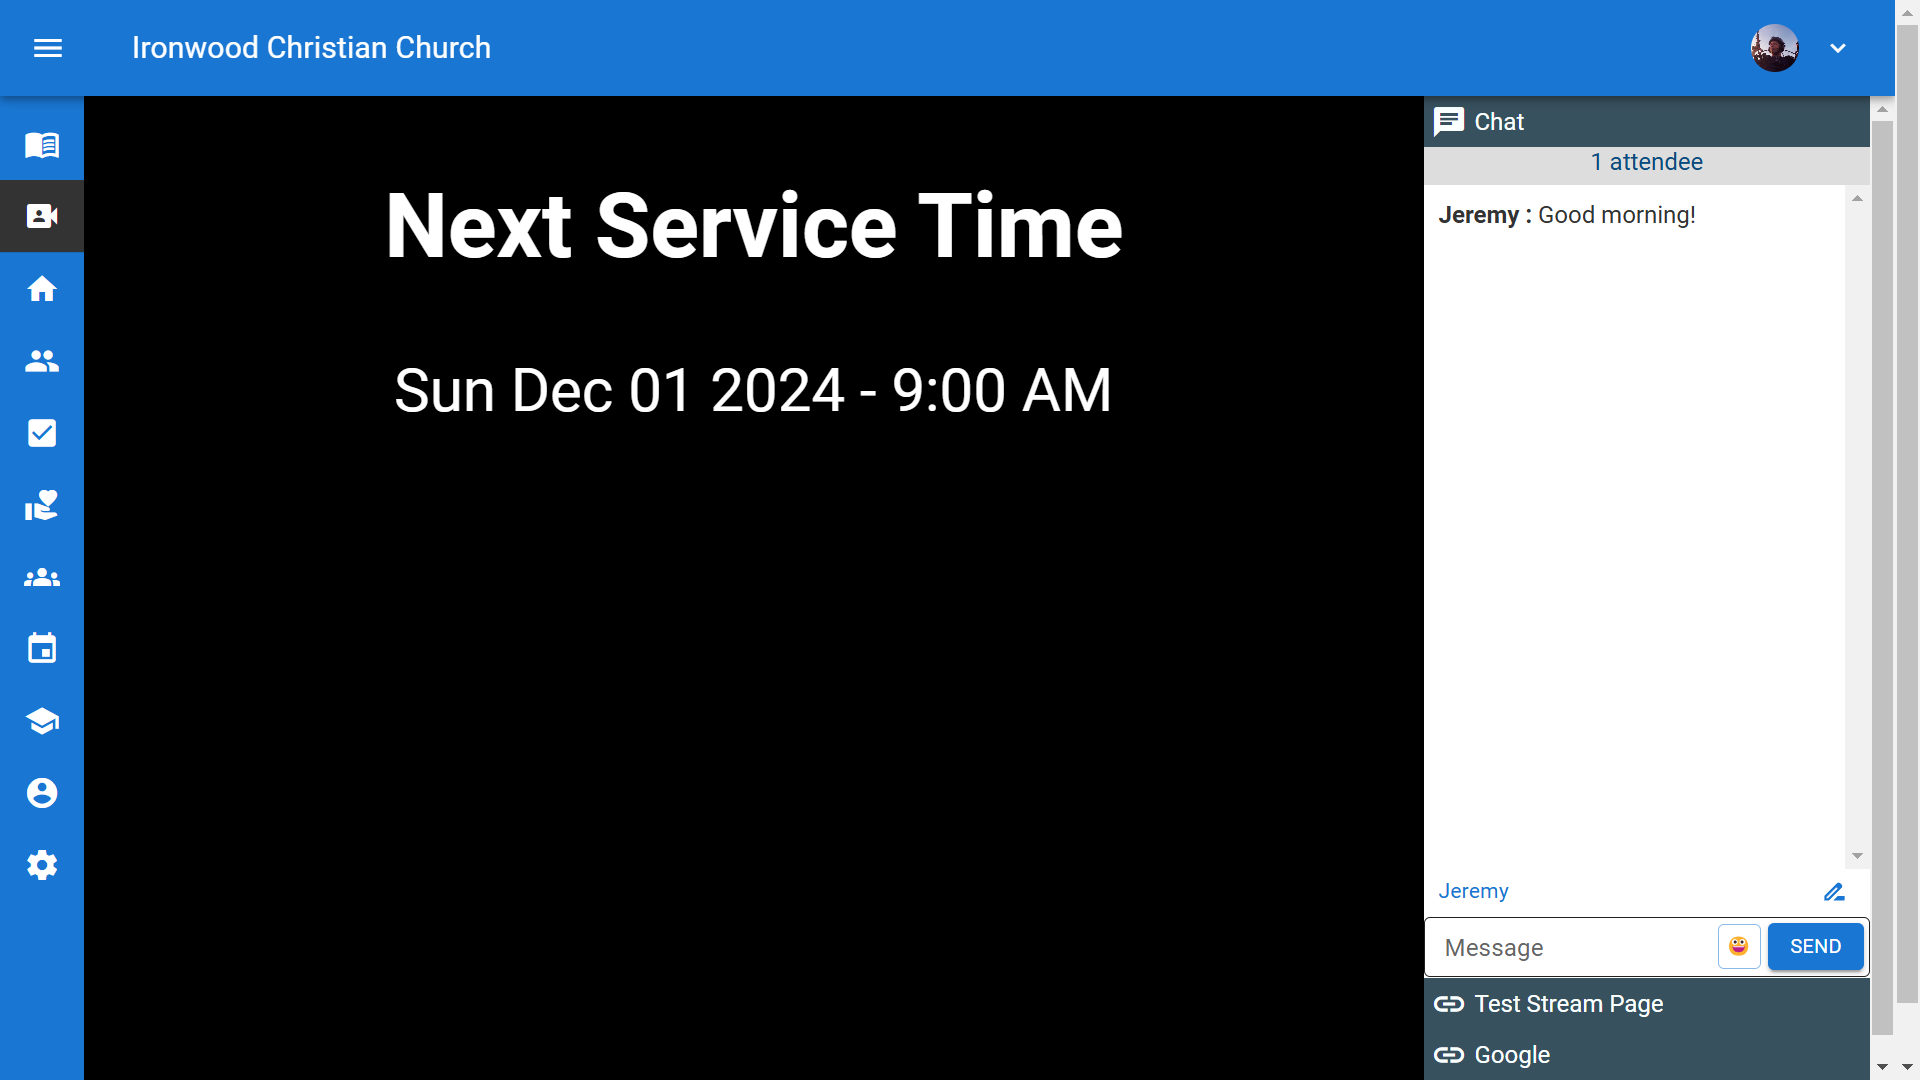 Ironwood Christian Church
Next Service Time
Sun Dec 01 2024 - 9:00 AM
Chat
1 attendee
Jeremy : Good morning!
Jeremy
Message
SEND
Test Stream Page
Google